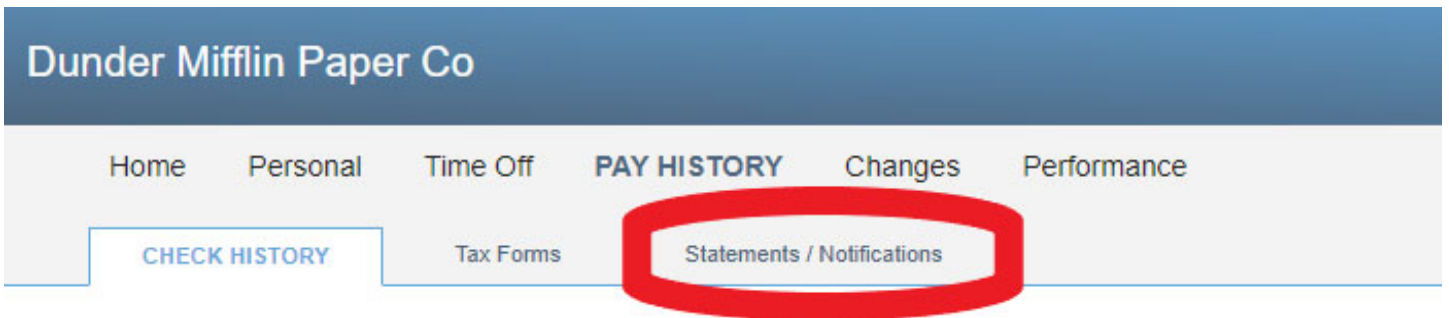 Dunder Mifflin Paper Co
Home Personal Time Off PAY HISTORY Changes Performance
CHECK HISTORY Tax Forms Statements / Notifications